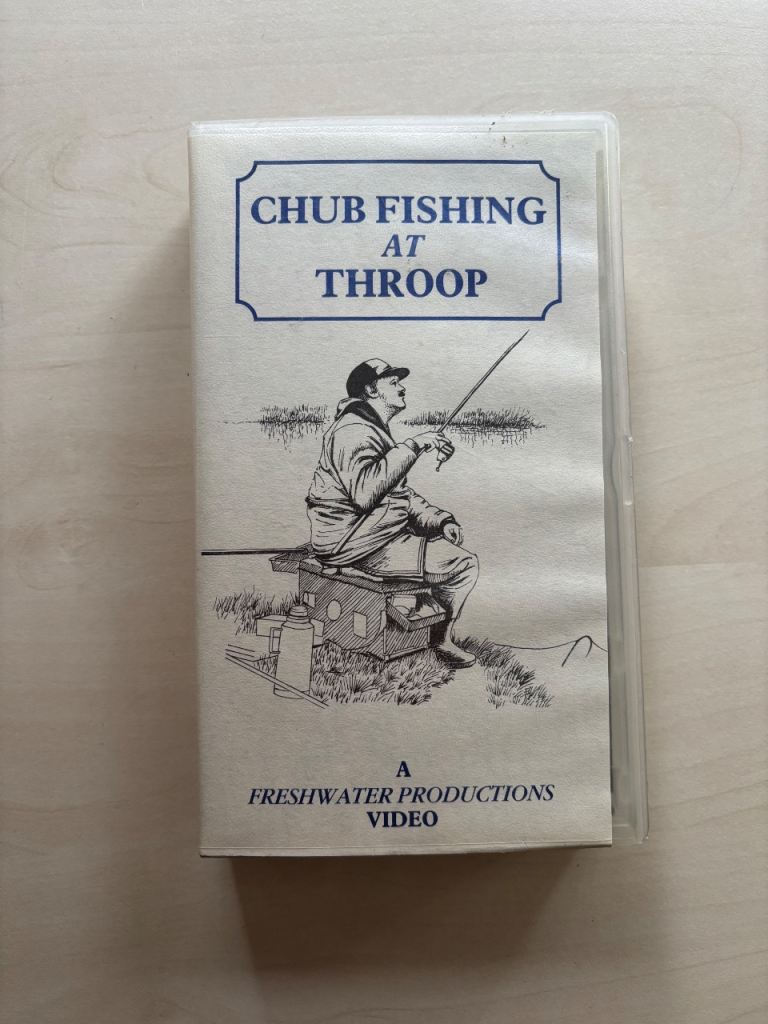 CHUB FISHING
AT
THROOP
A
FRESHWATER PRODUCTIONS
VIDEO